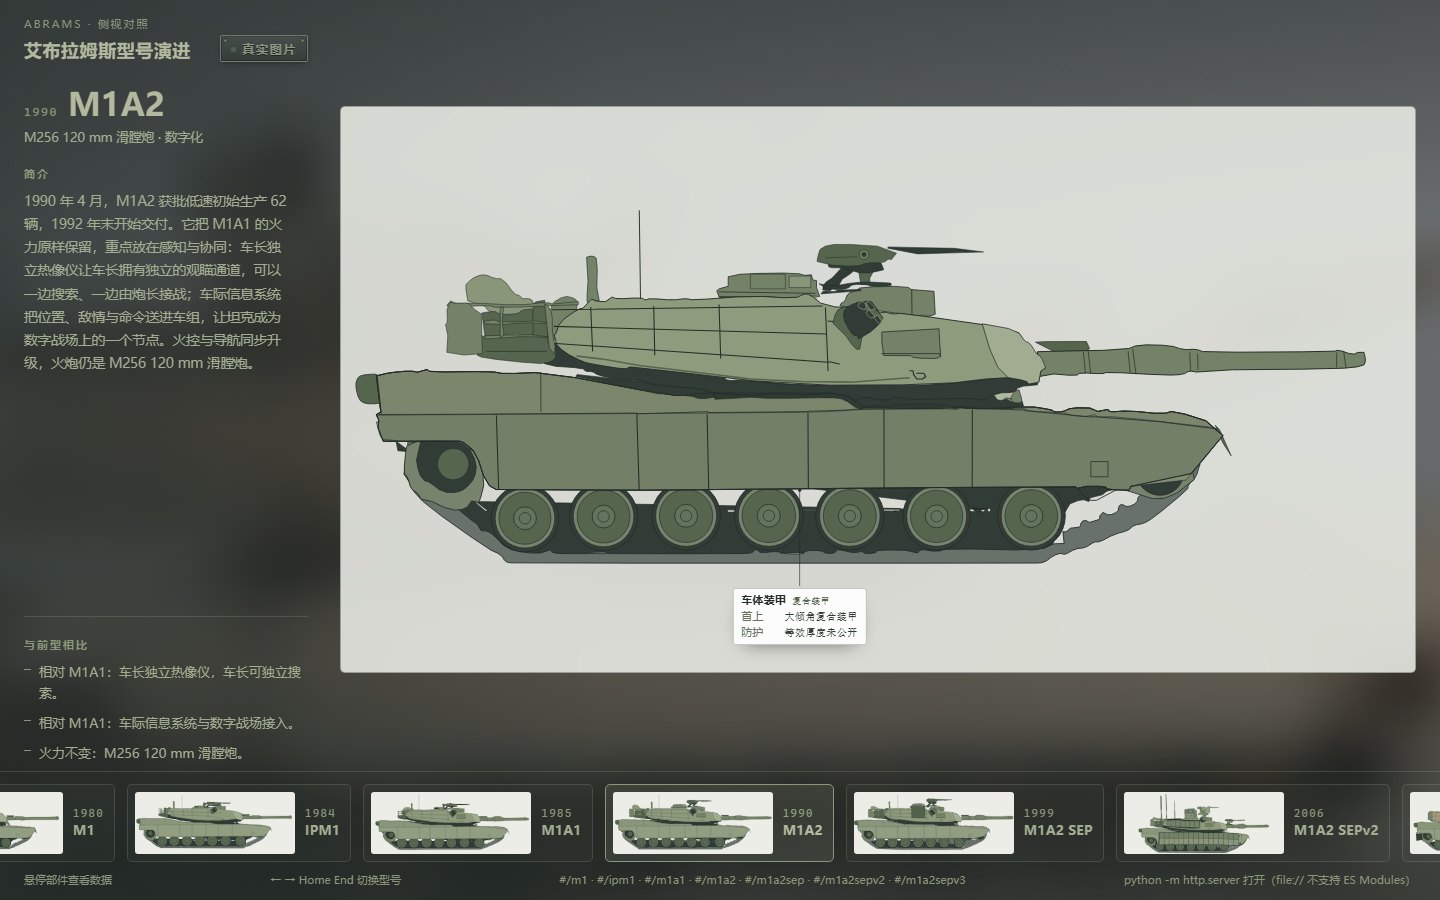 ABRAMS · 侧视对照
艾布拉姆斯型号演进
真实图片
1990 M1A2
M256 120 mm 滑膛炮 · 数字化
简介
1990 年 4 月，M1A2 获批低速初始生产 62
辆，1992 年末开始交付。它把 M1A1 的火
力原样保留，重点放在感知与协同：车长独
立热像仪让车长拥有独立的观瞄通道，可以
一边搜索、一边由炮长接战；车际信息系统
把位置、敌情与命令送进车组，让坦克成为
数字战场上的一个节点。火控与导航同步升
级，火炮仍是 M256 120 mm 滑膛炮。
车体装甲 复合装甲
首上 大倾角复合装甲
防护 等效厚度未公开
与前型相比
– 相对 M1A1：车长独立热像仪，车长可独立搜
索。
– 相对 M1A1：车际信息系统与数字战场接入。
– 火力不变：M256 120 mm 滑膛炮。
1980
M1
1984
IPM1
1985
M1A1
1990
M1A2
1999
M1A2 SEP
2006
M1A2 SEPv2
悬停部件查看数据
← → Home End 切换型号
#/m1 · #/ipm1 · #/m1a1 · #/m1a2 · #/m1a2sep · #/m1a2sepv2 · #/m1a2sepv3
python -m http.server 打开（file:// 不支持 ES Modules）